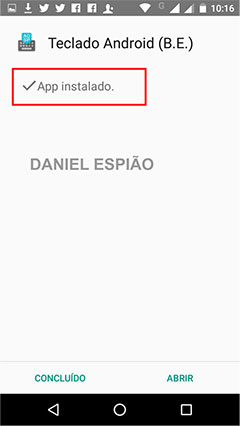 10:16
Teclado Android (B.E.)
App instalado.
DANIEL ESPIÃO
CONCLUÍDO
ABRIR